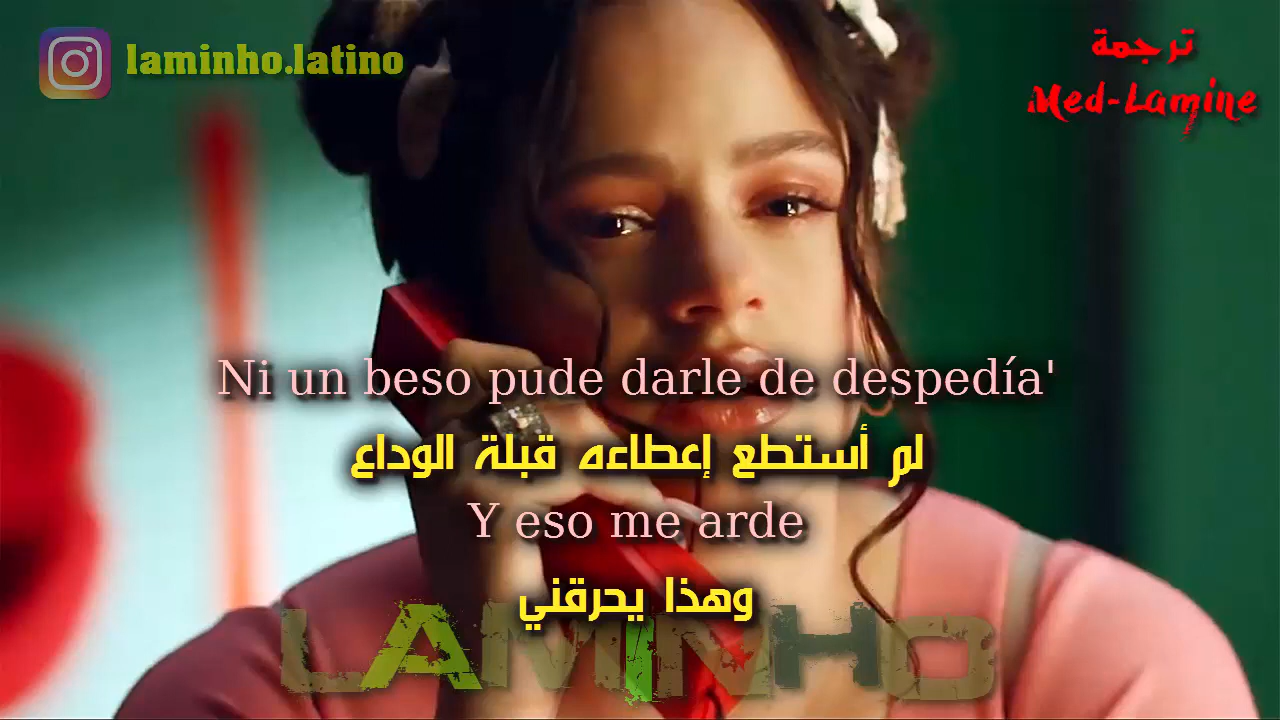 laminho.latino
ترجمة
Med-Lamine
Ni un beso pude darle de despedía'
لم أستطع إعطاءه قبلة الوداع
Y eso me arde
وهذا يحرقني
LAMINHO